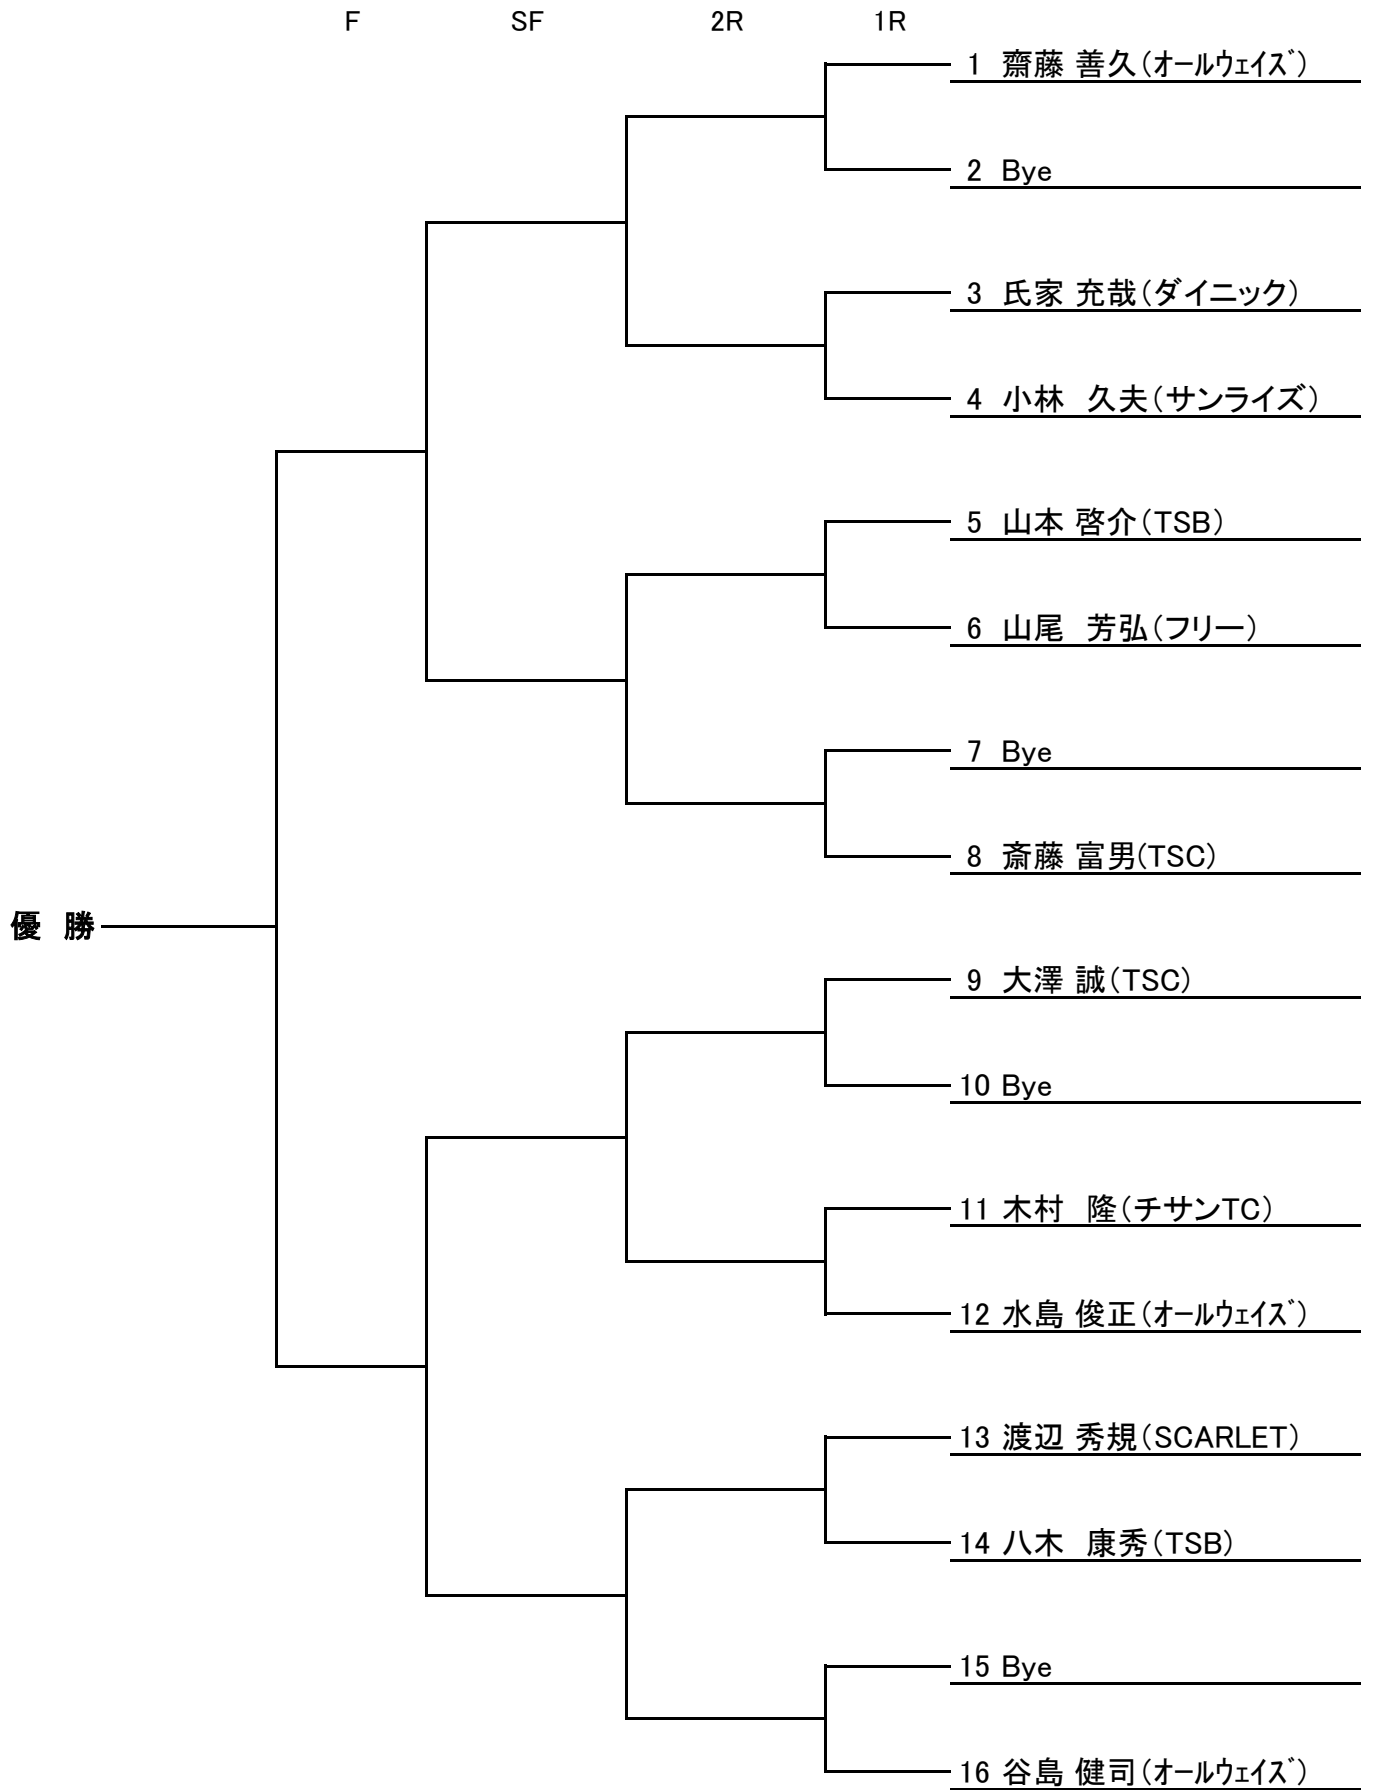 F SF 2R 1R
1 齋藤 善久(ｵｰﾙｳｪｲｽﾞ)
2 Bye
3 氏家 充哉(ダイニック)
4 小林　久夫(サンライズ)
5 山本 啓介(TSB)
6 山尾　芳弘(フリー)
7 Bye
8 斎藤 富男(TSC)
優　勝
9 大澤 誠(TSC)
10 Bye
11 木村　隆(チサンTC)
12 水島 俊正(ｵｰﾙｳｪｲｽﾞ)
13 渡辺 秀規(SCARLET)
14 八木　康秀(TSB)
15 Bye
16 谷島 健司(ｵｰﾙｳｪｲｽﾞ)